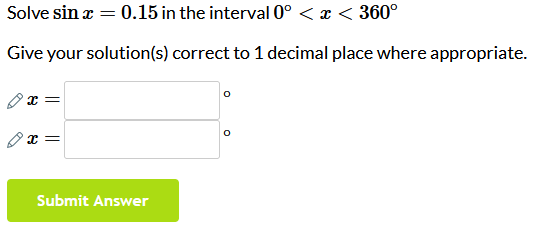 Solve sin x = 0.15 in the interval 0° < x < 360°
Give your solution(s) correct to 1 decimal place where appropriate.
x = °
x = °
Submit Answer